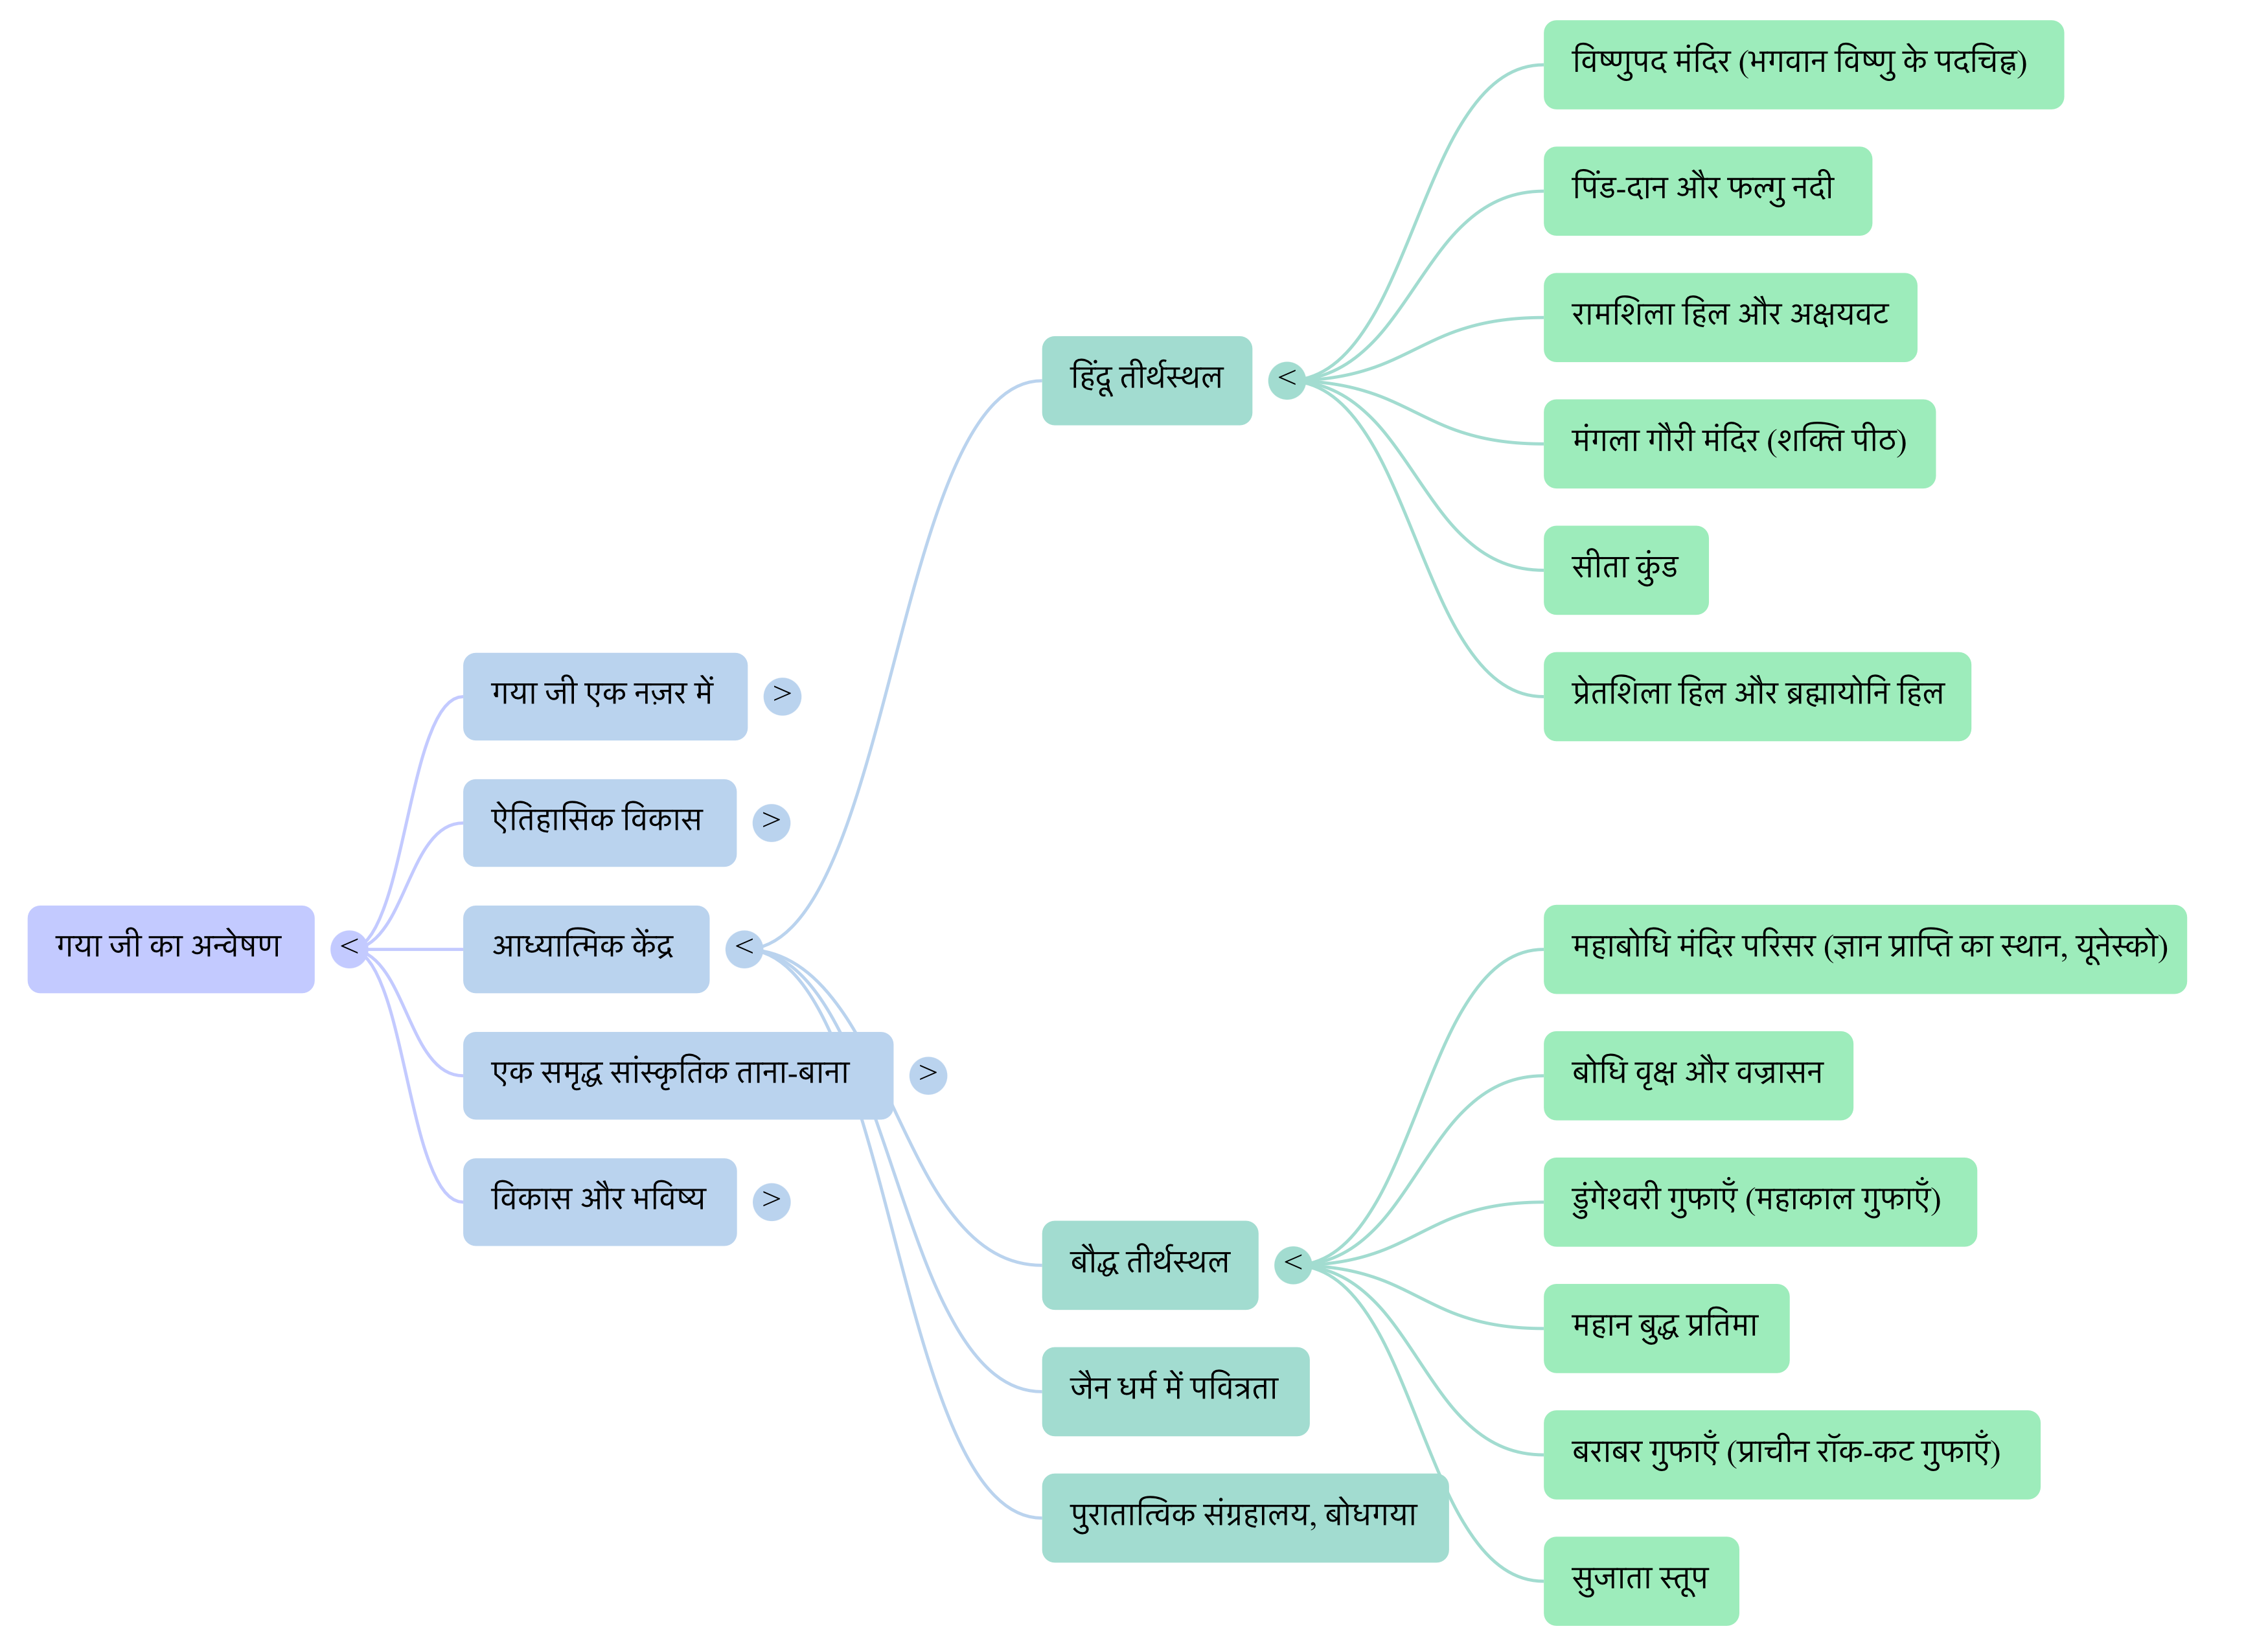 गया जी का अन्वेषण
<
गया जी एक नज़र में
>
ऐतिहासिक विकास
>
आध्यात्मिक केंद्र
<
एक समृद्ध सांस्कृतिक ताना-बाना
>
विकास और भविष्य
>
हिंदू तीर्थस्थल
<
विष्णुपद मंदिर (भगवान विष्णु के पदचिह्न)
पिंड-दान और फल्गु नदी
रामशिला हिल और अक्षयवट
मंगला गौरी मंदिर (शक्ति पीठ)
सीता कुंड
प्रेतशिला हिल और ब्रह्मायोनि हिल
बौद्ध तीर्थस्थल
<
महाबोधि मंदिर परिसर (ज्ञान प्राप्ति का स्थान, यूनेस्को)
बोधि वृक्ष और वज्रासन
डुंगेश्वरी गुफाएँ (महाकाल गुफाएँ)
महान बुद्ध प्रतिमा
बराबर गुफाएँ (प्राचीन रॉक-कट गुफाएँ)
सुजाता स्तूप
जैन धर्म में पवित्रता
पुरातात्विक संग्रहालय, बोधगया